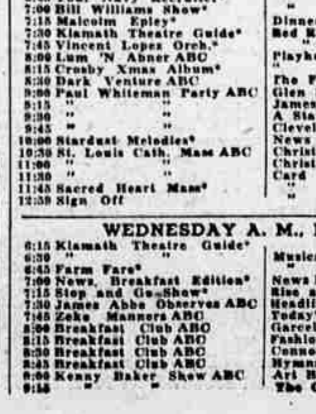 7:00 Bill Williams Show*
7:15 Malcolm Epley*
7:30 Klamath Theatre Guide*
7:45 Vincent Lopez Orch.*
8:00 Lum 'N Abner ABC
8:15 Crosby Xmas Album*
8:30 Dark Venture ABC
9:00 Paul Whiteman Party ABC
9:15 " "
9:30 " "
9:45 " "
10:00 Stardust Melodies*
10:30 St. Louis Cath. Mass ABC
11:00 " "
11:30 " "
11:45 Sacred Heart Mass*
12:59 Sign Off
Dinner
Red
Playh
The F
Glen
James
A Sta
Clevel
News
Christ
Christ
Card
WEDNESDAY A. M.,
6:15 Klamath Theatre Guide*
6:30 " "
6:45 Farm Fare*
7:00 News, Breakfast Edition*
7:15 Stop and Go-Show*
7:30 James Abbe Observes ABC
7:45 Zeke Manners ABC
8:00 Breakfast Club ABC
8:15 Breakfast Club ABC
8:30 Breakfast Club ABC
8:45 Breakfast Club ABC
9:00 Kenny Baker Show ABC
9:15 " "
Music
News
Rise a
Headli
Today'
Garcel
Fashio
Conno
Hymn
Art B
The G